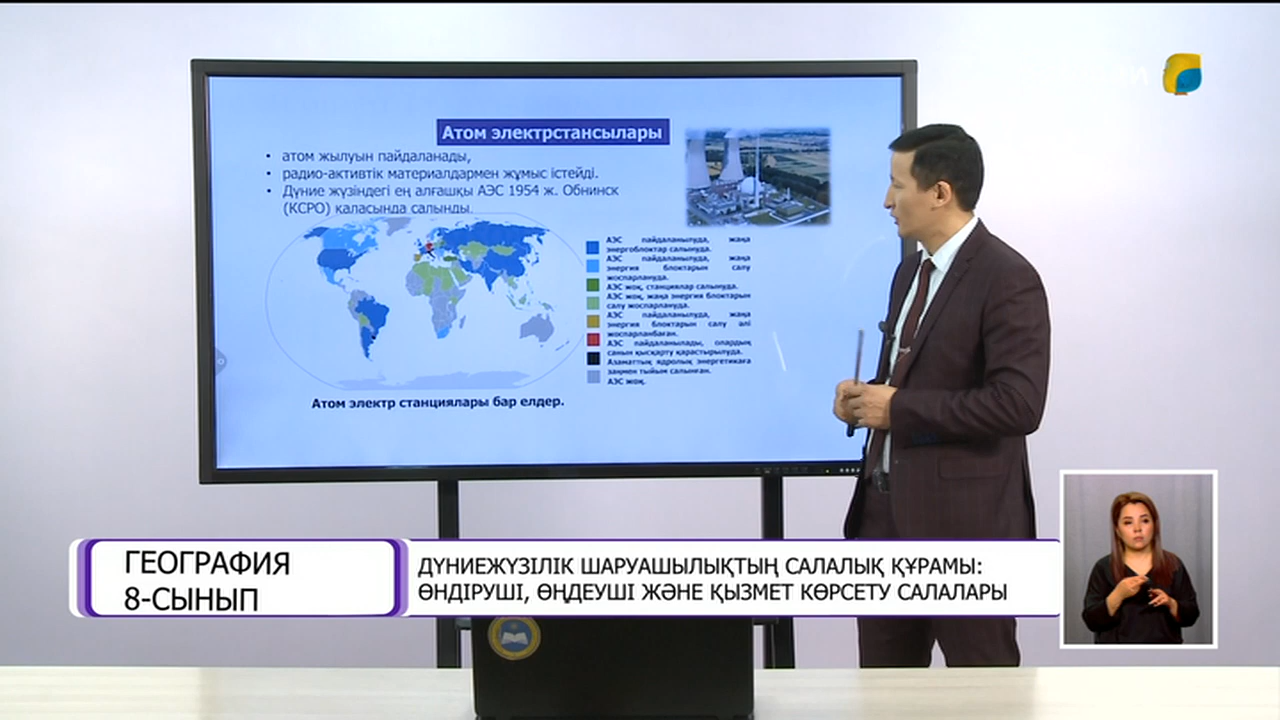 Атом электрстансылары
• атом жылуын пайдаланады,
• радио-активтік материалдармен жұмыс істейді.
• Дүние жүзіндегі ең алғашқы АЭС 1954 ж. Обнинск
(КСРО) қаласында салынды.
АЭС пайдаланылуда, жаңа
энергоблоктар салынуда.
АЭС пайдаланылуда, жаңа
энергия блоктарын салу
жоспарлануда.
АЭС жоқ, станциялар салынуда.
АЭС жоқ, жаңа энергия блоктарын
салу жоспарлануда.
АЭС пайдаланылуда, жаңа
энергия блоктарын салу әлі
жоспарланбаған.
АЭС пайдаланылады, олардың
санын қысқарту қарастырылуда.
Азаматтық ядролық энергетикаға
заңмен тыйым салынған.
АЭС жоқ.
Атом электр станциялары бар елдер.
ГЕОГРАФИЯ
8-СЫНЫП
ДҮНИЕЖҮЗІЛІК ШАРУАШЫЛЫҚТЫҢ САЛАЛЫҚ ҚҰРАМЫ:
ӨНДІРУШІ, ӨҢДЕУШІ ЖӘНЕ ҚЫЗМЕТ КӨРСЕТУ САЛАЛАРЫ